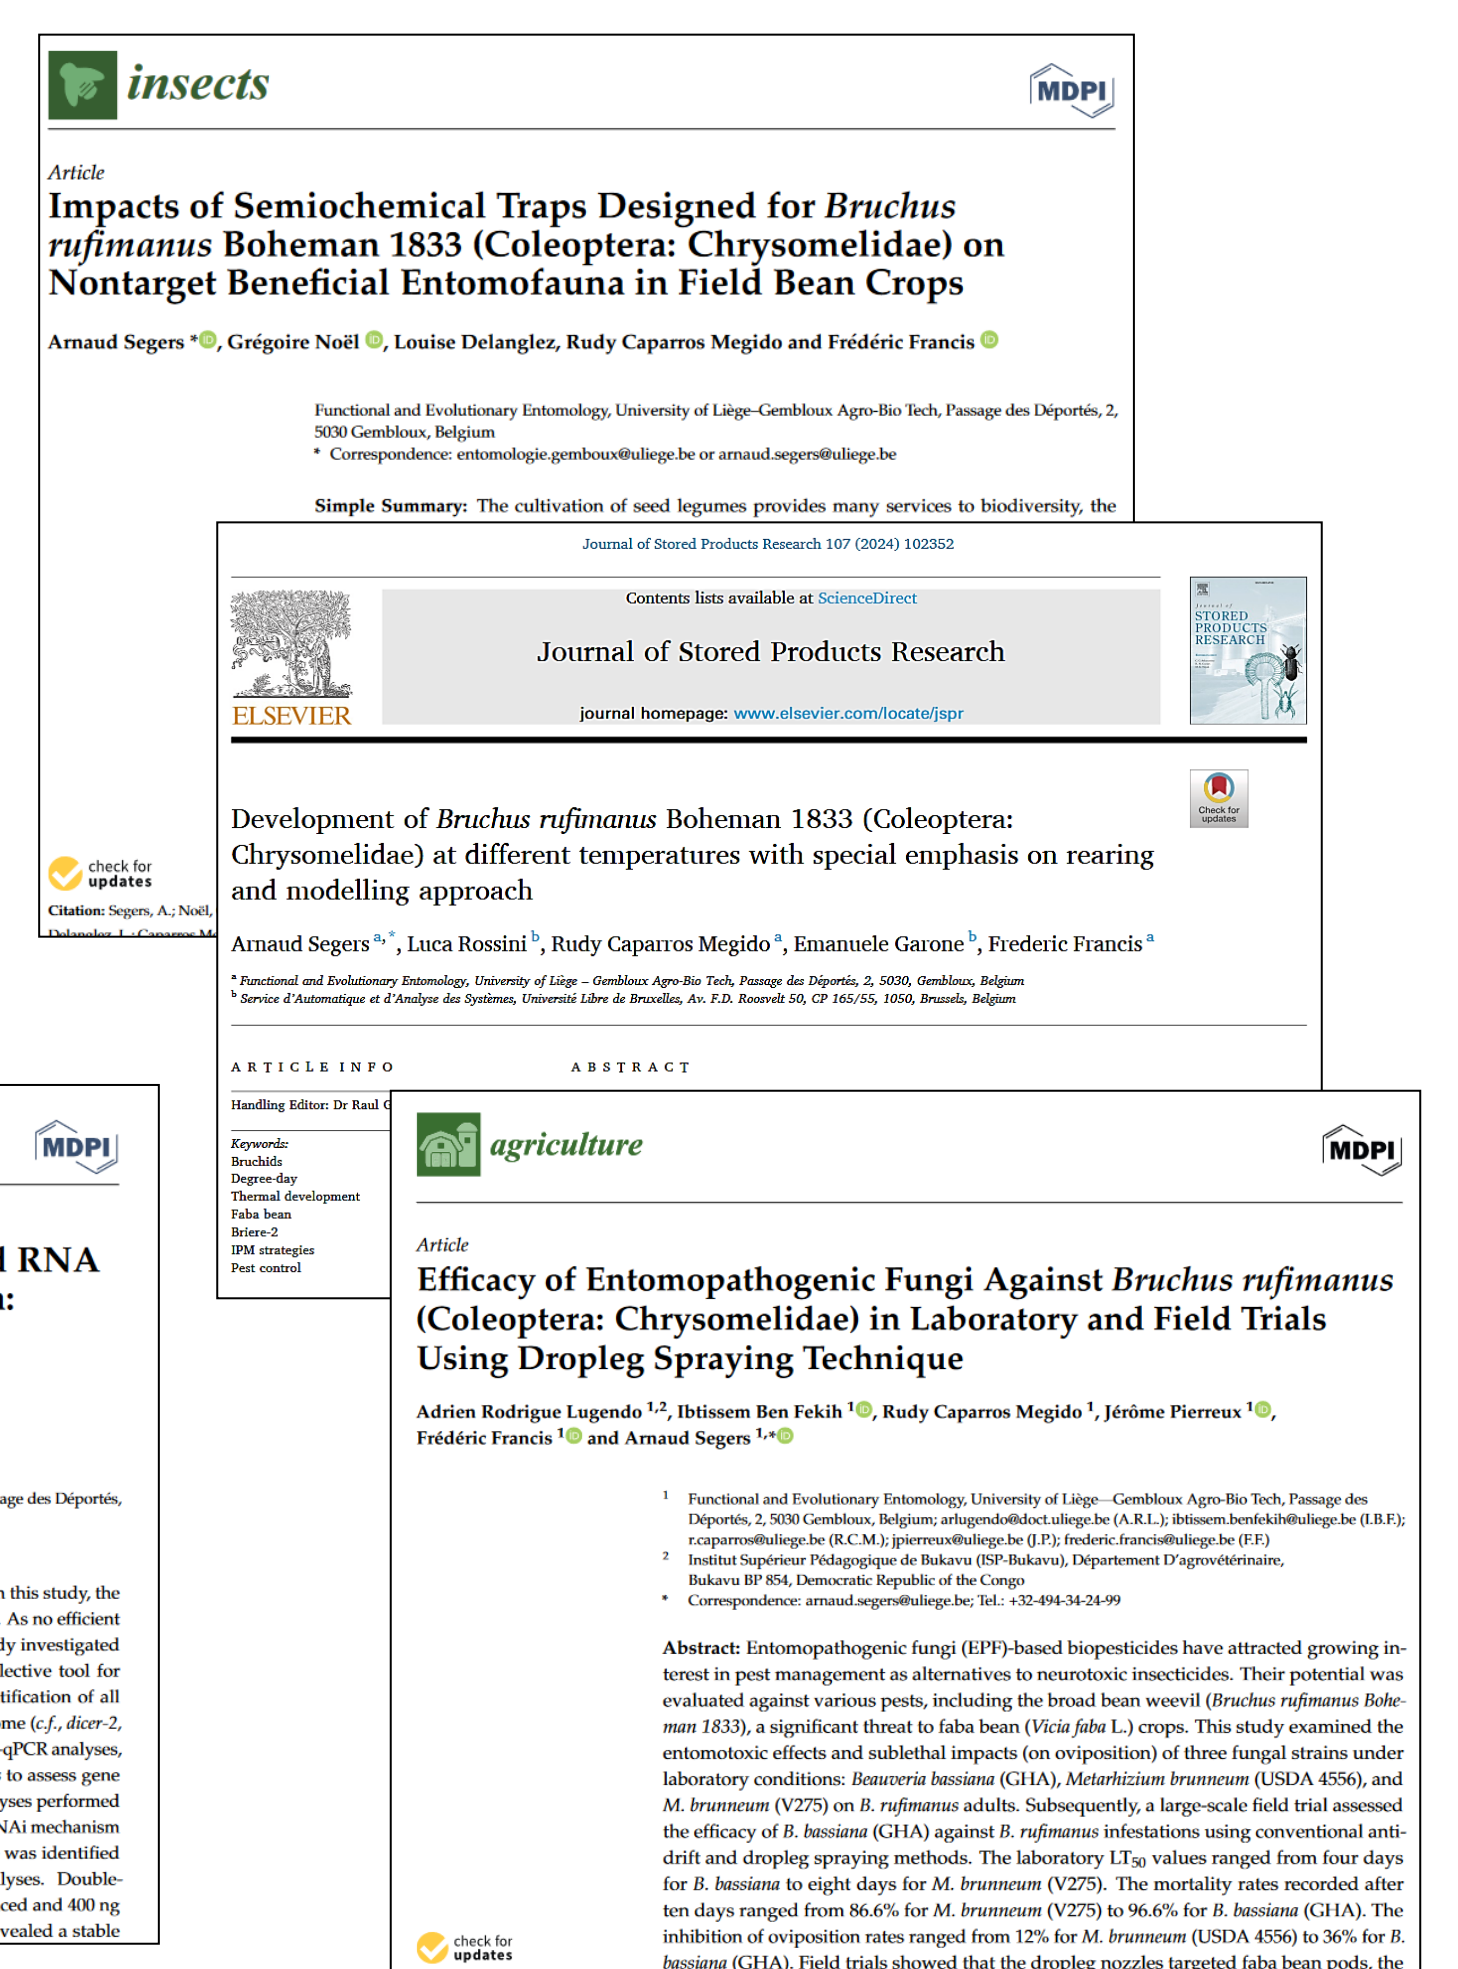 insects
MDPI
Article
Impacts of Semiochemical Traps Designed for Bruchus
rufimanus Boheman 1833 (Coleoptera: Chrysomelidae) on
Nontarget Beneficial Entomofauna in Field Bean Crops
Arnaud Segers *, Grégoire Noël, Louise Delanglez, Rudy Caparros Megido and Frédéric Francis
Functional and Evolutionary Entomology, University of Liège–Gembloux Agro-Bio Tech, Passage des Déportés, 2,
5030 Gembloux, Belgium
* Correspondence: entomologie.gemboux@uliege.be or arnaud.segers@uliege.be
Simple Summary: The cultivation of seed legumes provides many services to biodiversity, the
check for
updates
Citation: Segers, A.; Noël,
Delanglez, L.; Caparros Me
Journal of Stored Products Research 107 (2024) 102352
Contents lists available at ScienceDirect
Journal of Stored Products Research
journal homepage: www.elsevier.com/locate/jspr
ELSEVIER
Journal of
STORED
PRODUCTS
RESEARCH
Check for
updates
Development of Bruchus rufimanus Boheman 1833 (Coleoptera:
Chrysomelidae) at different temperatures with special emphasis on rearing
and modelling approach
Arnaud Segers a,*, Luca Rossini b, Rudy Caparros Megido a, Emanuele Garone b, Frederic Francis a
a Functional and Evolutionary Entomology, University of Liege – Gembloux Agro-Bio Tech, Passage des Déportés, 2, 5030, Gembloux, Belgium
b Service d'Automatique et d'Analyse des Systèmes, Université Libre de Bruxelles, Av. F.D. Roosvelt 50, CP 165/55, 1050, Brussels, Belgium
ARTICLE INFO
ABSTRACT
Handling Editor: Dr Raul G
Keywords:
Bruchids
Degree-day
Thermal development
Faba bean
Briere-2
IPM strategies
Pest control
MDPI
l RNA
:
age des Déportés,
n this study, the
. As no efficient
dy investigated
lective tool for
tification of all
ome (c.f., dicer-2,
-qPCR analyses,
s to assess gene
yses performed
NAi mechanism
was identified
lyses. Double-
ced and 400 ng
vealed a stable
agriculture
MDPI
Article
Efficacy of Entomopathogenic Fungi Against Bruchus rufimanus
(Coleoptera: Chrysomelidae) in Laboratory and Field Trials
Using Dropleg Spraying Technique
Adrien Rodrigue Lugendo 1,2, Ibtissem Ben Fekih 1, Rudy Caparros Megido 1, Jérôme Pierreux 1,
Frédéric Francis 1 and Arnaud Segers 1,*
1 Functional and Evolutionary Entomology, University of Liège—Gembloux Agro-Bio Tech, Passage des
Déportés, 2, 5030 Gembloux, Belgium; arlugendo@doct.uliege.be (A.R.L.); ibtissem.benfekih@uliege.be (I.B.F.);
r.caparros@uliege.be (R.C.M.); jpierreux@uliege.be (J.P.); frederic.francis@uliege.be (F.F.)
2 Institut Supérieur Pédagogique de Bukavu (ISP-Bukavu), Département D'agrovétérinaire,
Bukavu BP 854, Democratic Republic of the Congo
* Correspondence: arnaud.segers@uliege.be; Tel.: +32-494-34-24-99
Abstract: Entomopathogenic fungi (EPF)-based biopesticides have attracted growing in-
terest in pest management as alternatives to neurotoxic insecticides. Their potential was
evaluated against various pests, including the broad bean weevil (Bruchus rufimanus Bohe-
man 1833), a significant threat to faba bean (Vicia faba L.) crops. This study examined the
entomotoxic effects and sublethal impacts (on oviposition) of three fungal strains under
laboratory conditions: Beauveria bassiana (GHA), Metarhizium brunneum (USDA 4556), and
M. brunneum (V275) on B. rufimanus adults. Subsequently, a large-scale field trial assessed
the efficacy of B. bassiana (GHA) against B. rufimanus infestations using conventional anti-
drift and dropleg spraying methods. The laboratory LT50 values ranged from four days
for B. bassiana to eight days for M. brunneum (V275). The mortality rates recorded after
ten days ranged from 86.6% for M. brunneum (V275) to 96.6% for B. bassiana (GHA). The
inhibition of oviposition rates ranged from 12% for M. brunneum (USDA 4556) to 36% for B.
bassiana (GHA). Field trials showed that the dropleg nozzles targeted faba bean pods, the
check for
updates